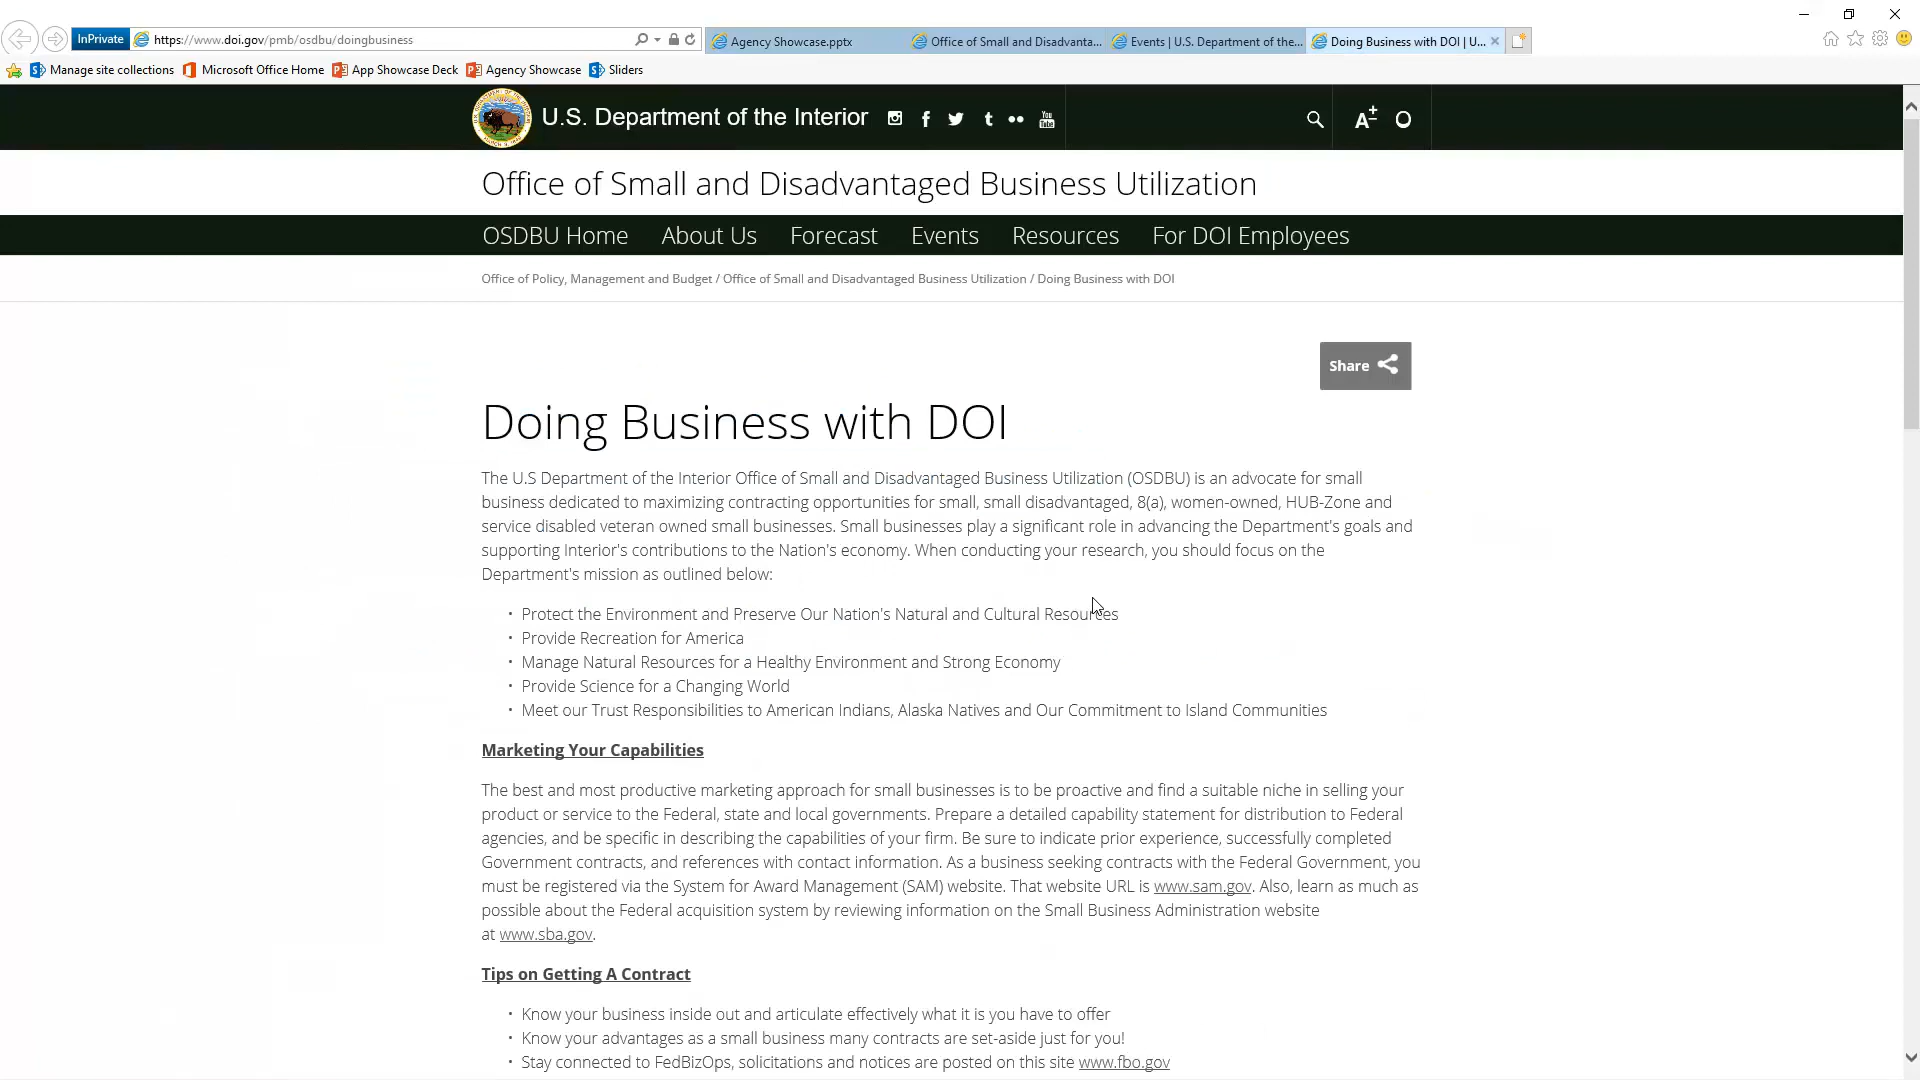 InPrivate https://www.doi.gov/pmb/osdbu/doingbusiness Agency Showcase.pptx Office of Small and Disadvanta... Events | U.S. Department of the... Doing Business with DOI | U...
Manage site collections Microsoft Office Home App Showcase Deck Agency Showcase Sliders
U.S. Department of the Interior f t You Tube A
Office of Small and Disadvantaged Business Utilization
OSDBU Home About Us Forecast Events Resources For DOI Employees
Office of Policy, Management and Budget / Office of Small and Disadvantaged Business Utilization / Doing Business with DOI
Share
Doing Business with DOI
The U.S Department of the Interior Office of Small and Disadvantaged Business Utilization (OSDBU) is an advocate for small
business dedicated to maximizing contracting opportunities for small, small disadvantaged, 8(a), women-owned, HUB-Zone and
service disabled veteran owned small businesses. Small businesses play a significant role in advancing the Department's goals and
supporting Interior's contributions to the Nation's economy. When conducting your research, you should focus on the
Department's mission as outlined below:
• Protect the Environment and Preserve Our Nation's Natural and Cultural Resources
• Provide Recreation for America
• Manage Natural Resources for a Healthy Environment and Strong Economy
• Provide Science for a Changing World
• Meet our Trust Responsibilities to American Indians, Alaska Natives and Our Commitment to Island Communities
Marketing Your Capabilities
The best and most productive marketing approach for small businesses is to be proactive and find a suitable niche in selling your
product or service to the Federal, state and local governments. Prepare a detailed capability statement for distribution to Federal
agencies, and be specific in describing the capabilities of your firm. Be sure to indicate prior experience, successfully completed
Government contracts, and references with contact information. As a business seeking contracts with the Federal Government, you
must be registered via the System for Award Management (SAM) website. That website URL is www.sam.gov. Also, learn as much as
possible about the Federal acquisition system by reviewing information on the Small Business Administration website
at www.sba.gov.
Tips on Getting A Contract
• Know your business inside out and articulate effectively what it is you have to offer
• Know your advantages as a small business many contracts are set-aside just for you!
• Stay connected to FedBizOps, solicitations and notices are posted on this site www.fbo.gov